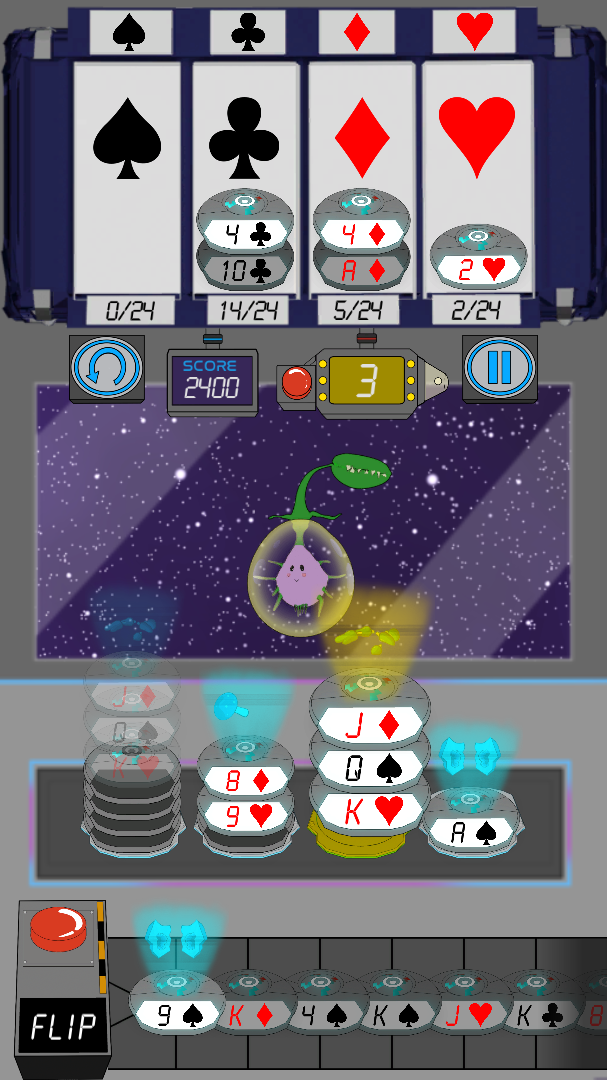 4♣ 4♦
10♣ A♦ 2♥
0/24 14/24 5/24 2/24
SCORE
2400
3
J♦ J♦
Q♠ Q♠
K♥ 8♦ K♥
9♥ A♠
9♠ K♦ 4♠ K♠ J♥ K♣ 8
FLIP